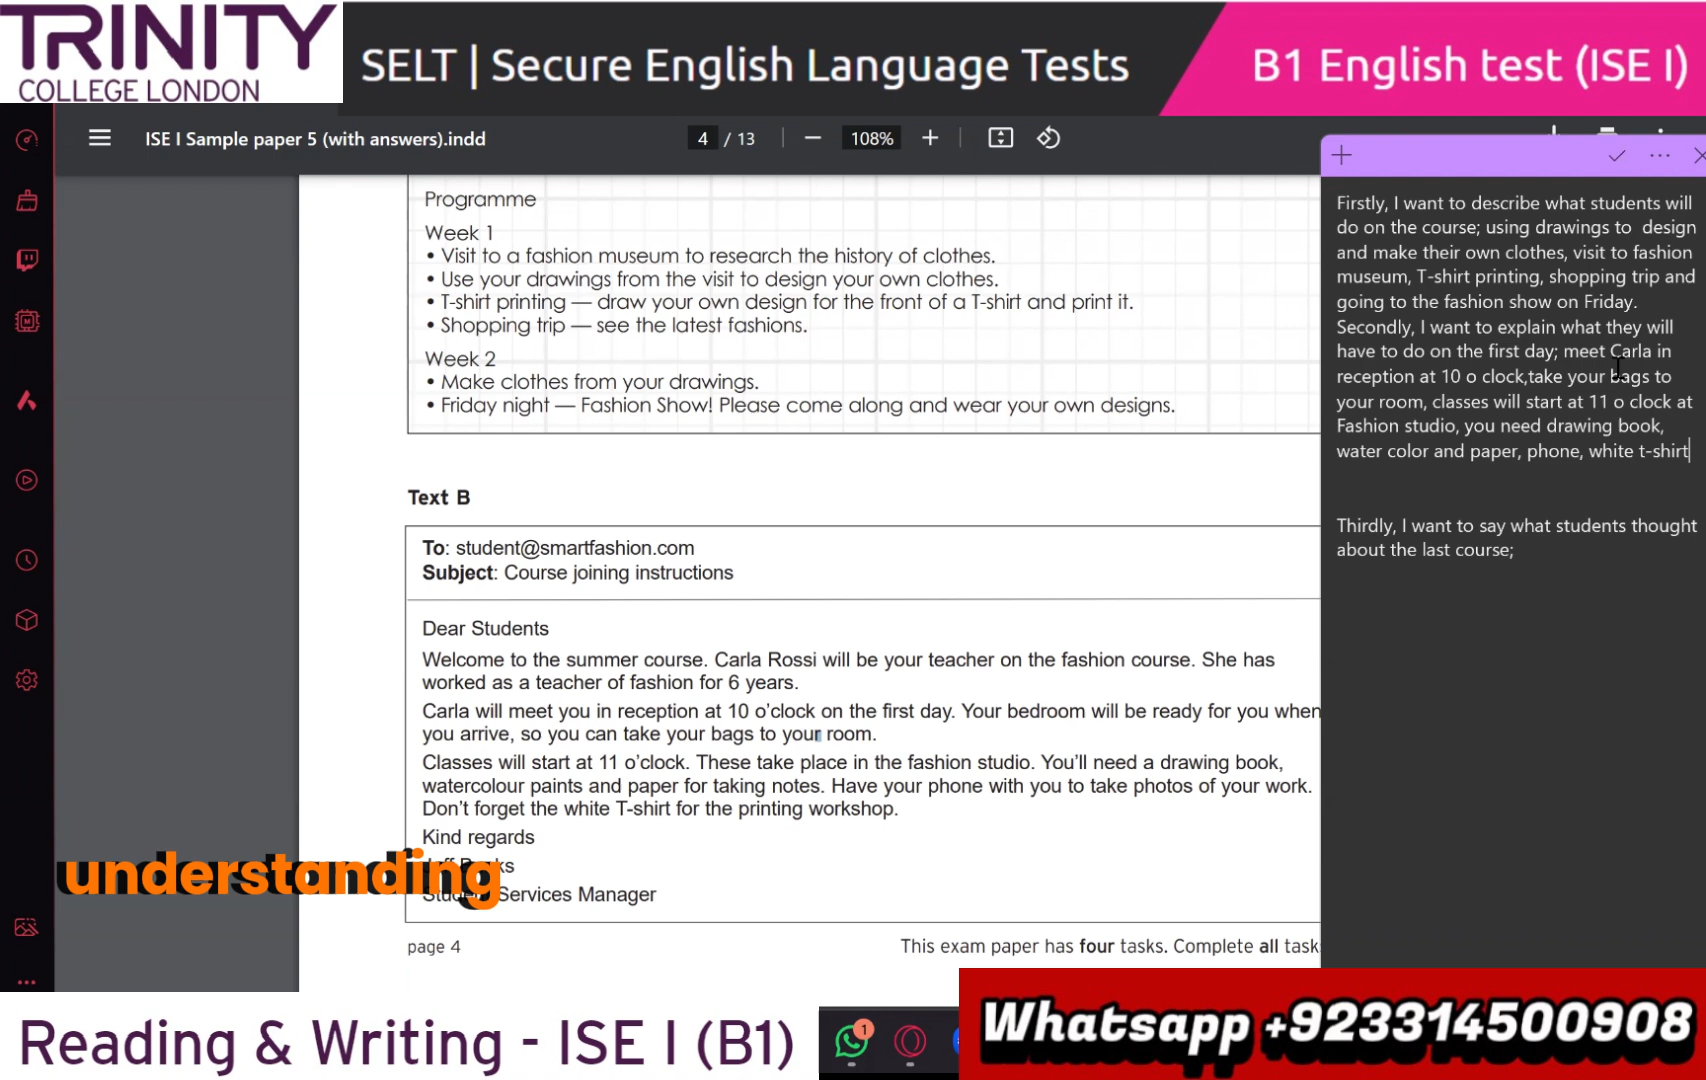 TRINITY
COLLEGE LONDON
SELT | Secure English Language Tests
B1 English test (ISE I)
ISE I Sample paper 5 (with answers).indd
4 / 13
108%
Programme
Week 1
• Visit to a fashion museum to research the history of clothes.
• Use your drawings from the visit to design your own clothes.
• T-shirt printing — draw your own design for the front of a T-shirt and print it.
• Shopping trip — see the latest fashions.
Week 2
• Make clothes from your drawings.
• Friday night — Fashion Show! Please come along and wear your own designs.
Text B
To: student@smartfashion.com
Subject: Course joining instructions
Dear Students
Welcome to the summer course. Carla Rossi will be your teacher on the fashion course. She has
worked as a teacher of fashion for 6 years.
Carla will meet you in reception at 10 o'clock on the first day. Your bedroom will be ready for you when
you arrive, so you can take your bags to your room.
Classes will start at 11 o'clock. These take place in the fashion studio. You'll need a drawing book,
watercolour paints and paper for taking notes. Have your phone with you to take photos of your work.
Don't forget the white T-shirt for the printing workshop.
Kind regards
Services Manager
understanding
page 4
This exam paper has four tasks. Complete all
Firstly, I want to describe what students will
do on the course; using drawings to design
and make their own clothes, visit to fashion
museum, T-shirt printing, shopping trip and
going to the fashion show on Friday.
Secondly, I want to explain what they will
have to do on the first day; meet Carla in
reception at 10 o clock,take your bags to
your room, classes will start at 11 o clock at
Fashion studio, you need drawing book,
water color and paper, phone, white t-shirt
Thirdly, I want to say what students thought
about the last course;
Reading & Writing - ISE I (B1)
1
Whatsapp +923314500908